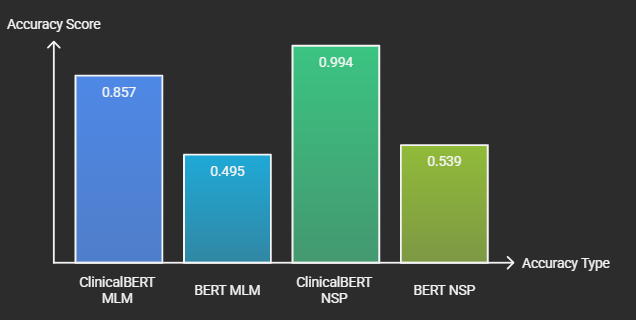 Accuracy Score
0.857
0.495
0.994
0.539
Accuracy Type
ClinicalBERT
MLM
BERT MLM
ClinicalBERT
NSP
BERT NSP